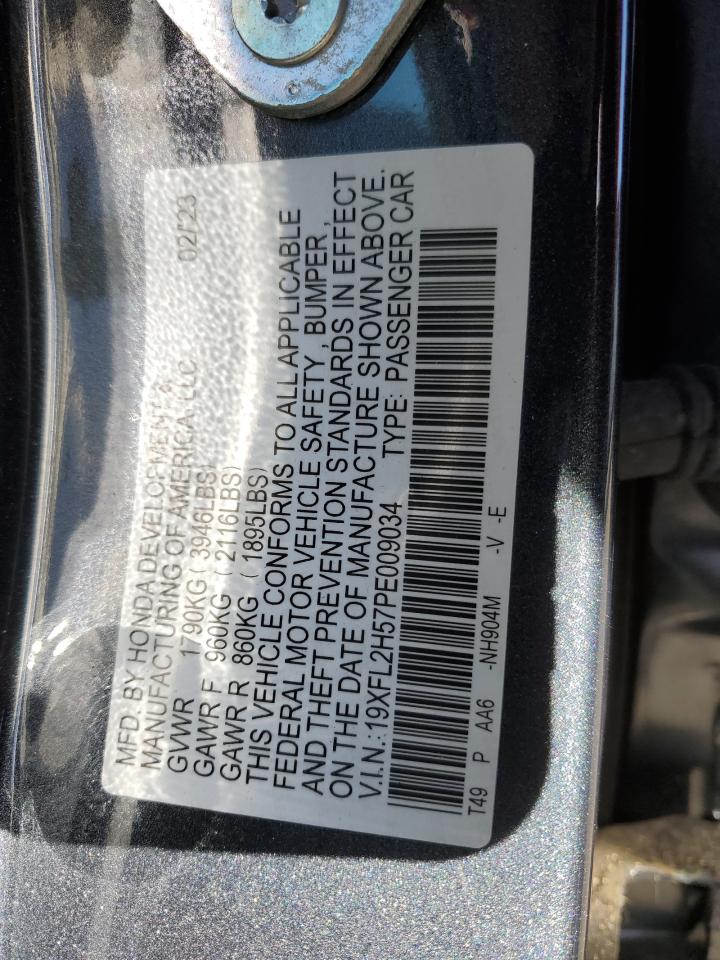 MFD. BY HONDA DEVELOPMENT & 02/23
MANUFACTURING OF AMERICA, LLC.
GVWR 1790KG ( 3946LBS)
GAWR F 960KG ( 2116LBS)
GAWR R 860KG ( 1895LBS)
THIS VEHICLE CONFORMS TO ALL APPLICABLE
FEDERAL MOTOR VEHICLE SAFETY , BUMPER ,
AND THEFT PREVENTION STANDARDS IN EFFECT
ON THE DATE OF MANUFACTURE SHOWN ABOVE.
V.I.N.:19XFL2H57PE009034 TYPE: PASSENGER CAR
T49 P AA6 -NH904M -V -E